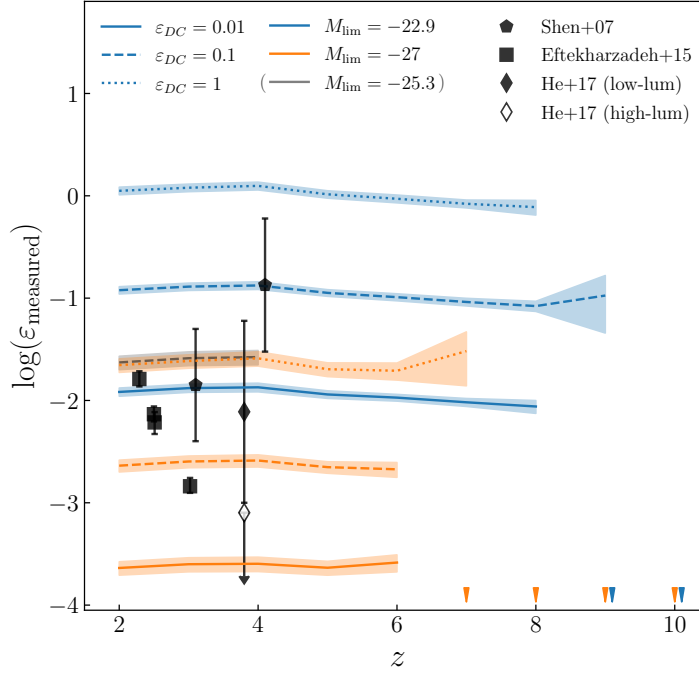 ε_DC = 0.01
ε_DC = 0.1
ε_DC = 1
M_lim = −22.9
M_lim = −27
( M_lim = −25.3 )
Shen+07
Eftekharzadeh+15
He+17 (low-lum)
He+17 (high-lum)
log(ε_measured)
1
0
−1
−2
−3
−4
2 4 6 8 10
z